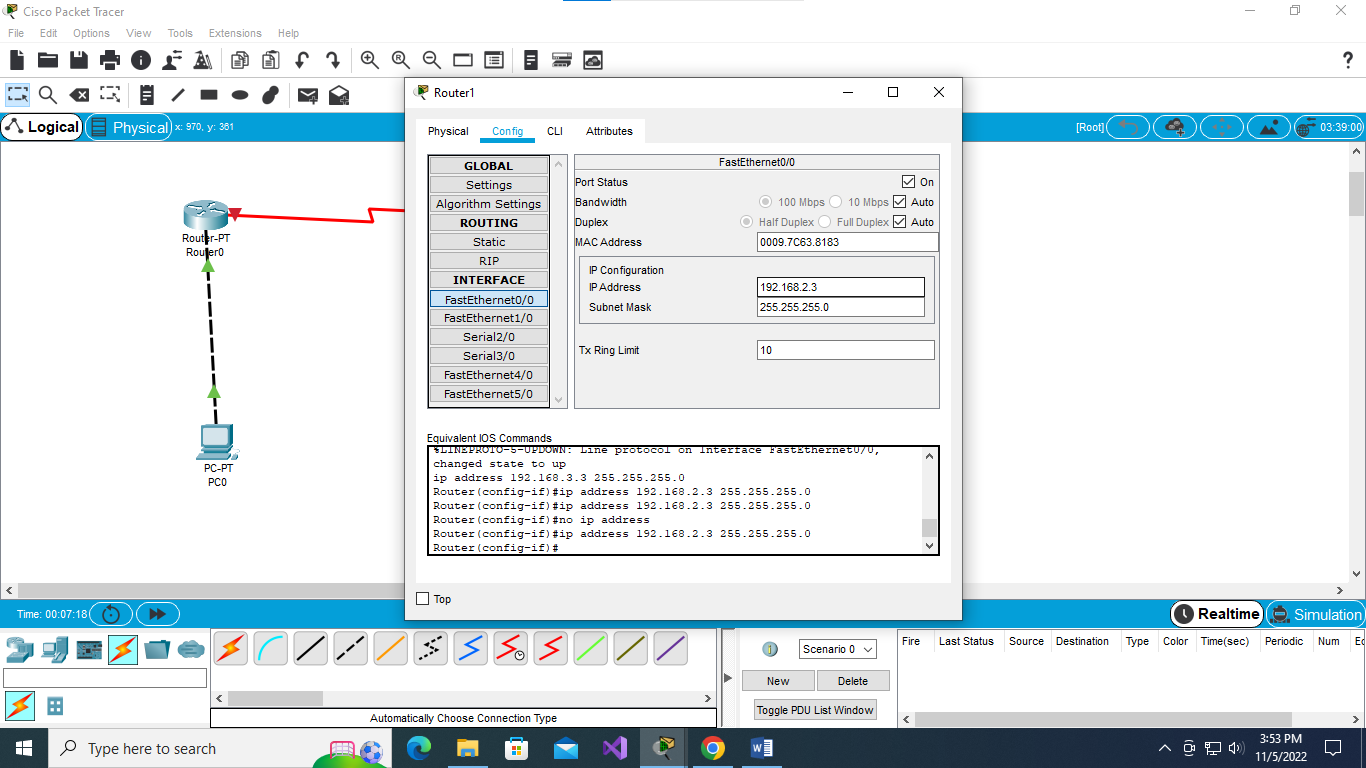 Cisco Packet Tracer
File Edit Options View Tools Extensions Help
?
Logical Physical x: 970, y: 361 [Root] 03:39:00
Router-PT
Router0
PC-PT
PC0
Router1
Physical Config CLI Attributes
GLOBAL
Settings
Algorithm Settings
ROUTING
Static
RIP
INTERFACE
FastEthernet0/0
FastEthernet1/0
Serial2/0
Serial3/0
FastEthernet4/0
FastEthernet5/0
FastEthernet0/0
Port Status On
Bandwidth 100 Mbps 10 Mbps Auto
Duplex Half Duplex Full Duplex Auto
MAC Address 0009.7C63.8183
IP Configuration
IP Address 192.168.2.3
Subnet Mask 255.255.255.0
Tx Ring Limit 10
Equivalent IOS Commands
%LINEPROTO-5-UPDOWN: Line protocol on Interface FastEthernet0/0,
changed state to up
ip address 192.168.3.3 255.255.255.0
Router(config-if)#ip address 192.168.2.3 255.255.255.0
Router(config-if)#ip address 192.168.2.3 255.255.255.0
Router(config-if)#no ip address
Router(config-if)#ip address 192.168.2.3 255.255.255.0
Router(config-if)#
Top
Time: 00:07:18 Realtime Simulation
Automatically Choose Connection Type
Scenario 0
New Delete
Toggle PDU List Window
Fire Last Status Source Destination Type Color Time(sec) Periodic Num Ec
Type here to search
3:53 PM
11/5/2022